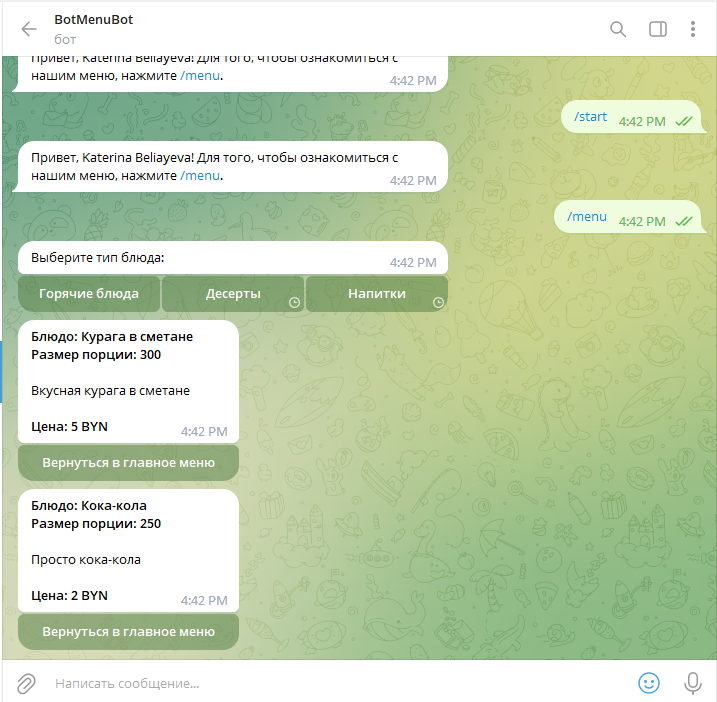 BotMenuBot
бот
Привет, Katerina Beliayeva! Для того, чтобы ознакомиться с
нашим меню, нажмите /menu.
4:42 PM
/start 4:42 PM
Привет, Katerina Beliayeva! Для того, чтобы ознакомиться с
нашим меню, нажмите /menu.
4:42 PM
/menu 4:42 PM
Выберите тип блюда:
4:42 PM
Горячие блюда Десерты Напитки
Блюдо: Курага в сметане
Размер порции: 300
Вкусная курага в сметане
Цена: 5 BYN
4:42 PM
Вернуться в главное меню
Блюдо: Кока-кола
Размер порции: 250
Просто кока-кола
Цена: 2 BYN
4:42 PM
Вернуться в главное меню
Написать сообщение...